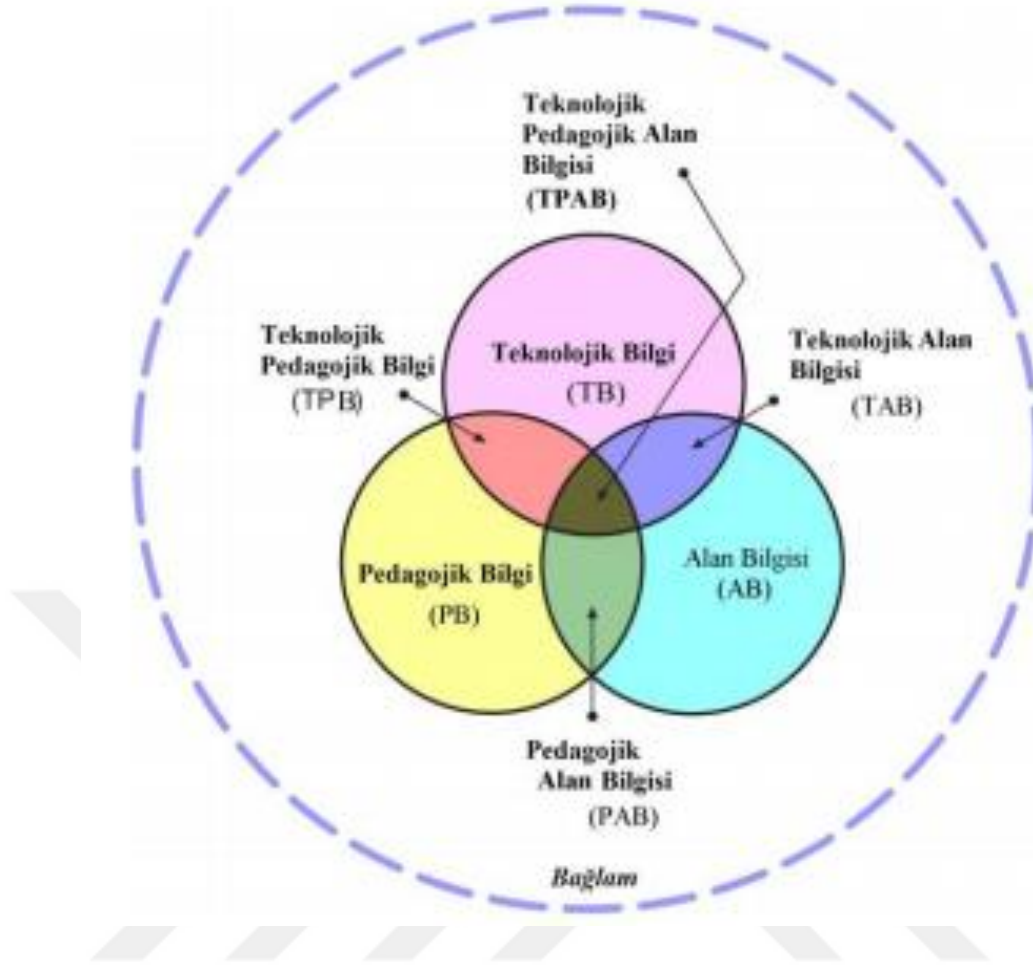 Teknolojik
Pedagojik Alan
Bilgisi
(TPAB)
Teknolojik
Pedagojik Bilgi
(TPB)
Teknolojik Bilgi
(TB)
Teknolojik Alan
Bilgisi
(TAB)
Pedagojik Bilgi
(PB)
Alan Bilgisi
(AB)
Pedagojik
Alan Bilgisi
(PAB)
Bağlam